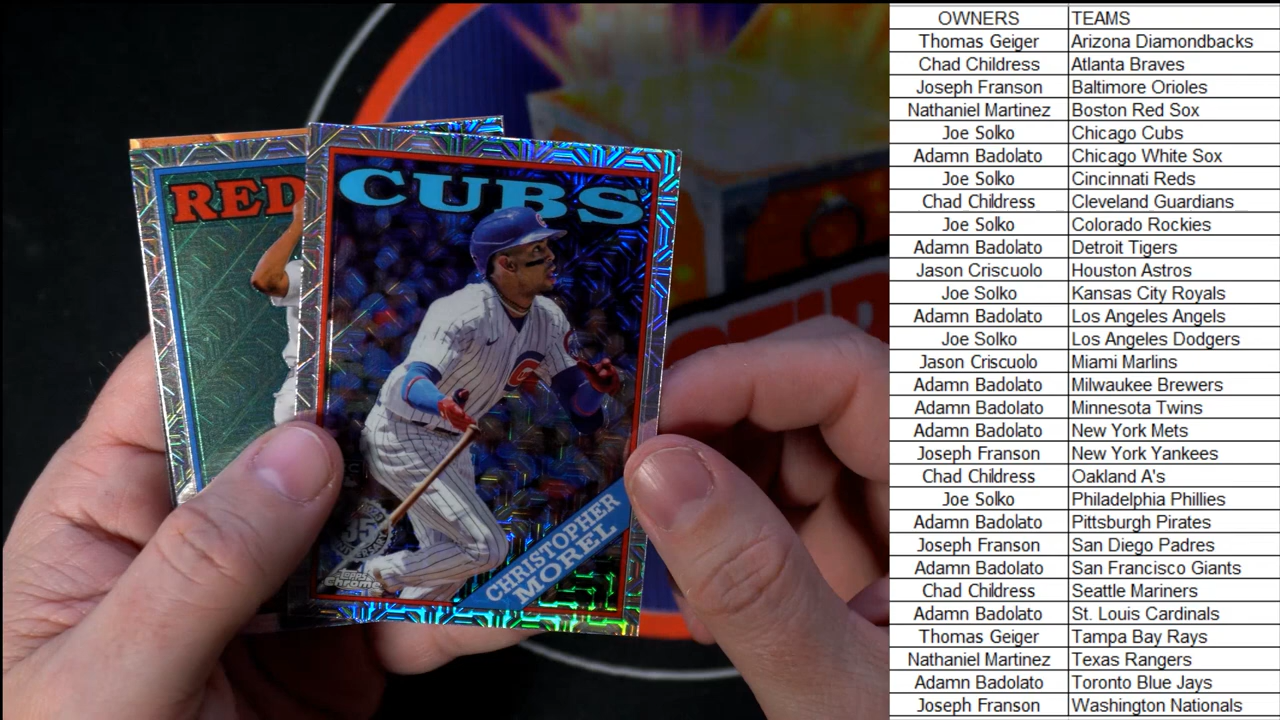 RED
CUBS
35
CHRISTOPHER
MOREL
Topps
Chrome
OWNERS TEAMS
Thomas Geiger Arizona Diamondbacks
Chad Childress Atlanta Braves
Joseph Franson Baltimore Orioles
Nathaniel Martinez Boston Red Sox
Joe Solko Chicago Cubs
Adamn Badolato Chicago White Sox
Joe Solko Cincinnati Reds
Chad Childress Cleveland Guardians
Joe Solko Colorado Rockies
Adamn Badolato Detroit Tigers
Jason Criscuolo Houston Astros
Joe Solko Kansas City Royals
Adamn Badolato Los Angeles Angels
Joe Solko Los Angeles Dodgers
Jason Criscuolo Miami Marlins
Adamn Badolato Milwaukee Brewers
Adamn Badolato Minnesota Twins
Adamn Badolato New York Mets
Joseph Franson New York Yankees
Chad Childress Oakland A's
Joe Solko Philadelphia Phillies
Adamn Badolato Pittsburgh Pirates
Joseph Franson San Diego Padres
Adamn Badolato San Francisco Giants
Chad Childress Seattle Mariners
Adamn Badolato St. Louis Cardinals
Thomas Geiger Tampa Bay Rays
Nathaniel Martinez Texas Rangers
Adamn Badolato Toronto Blue Jays
Joseph Franson Washington Nationals